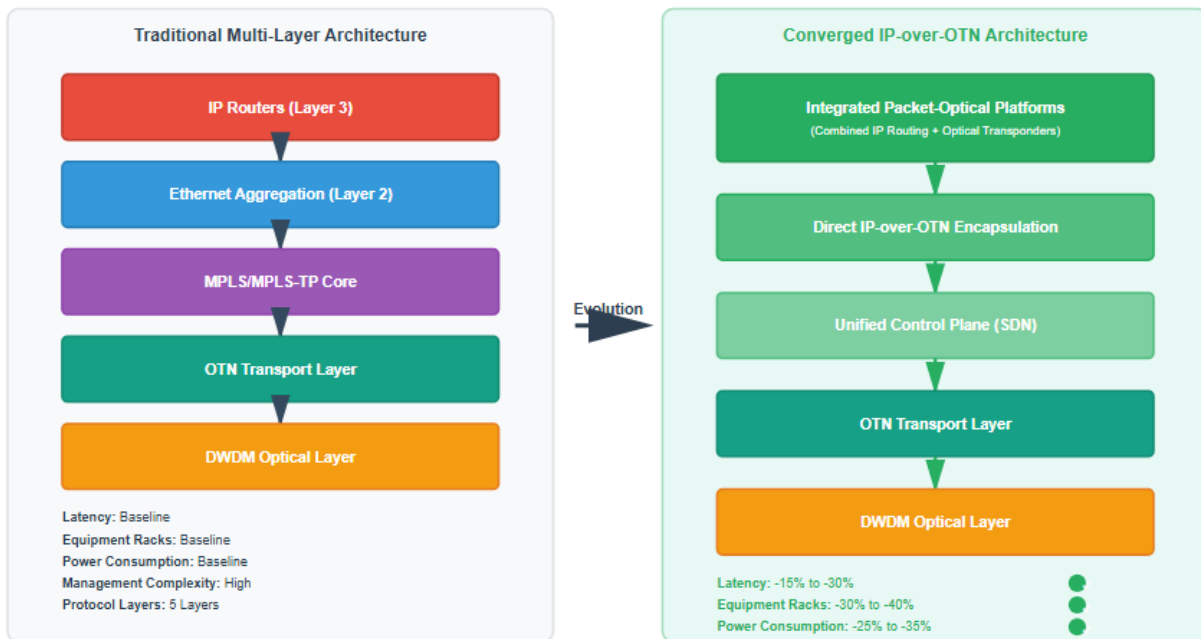 Traditional Multi-Layer Architecture
IP Routers (Layer 3)
Ethernet Aggregation (Layer 2)
MPLS/MPLS-TP Core
OTN Transport Layer
DWDM Optical Layer
Latency: Baseline
Equipment Racks: Baseline
Power Consumption: Baseline
Management Complexity: High
Protocol Layers: 5 Layers
Evolution
Converged IP-over-OTN Architecture
Integrated Packet-Optical Platforms
(Combined IP Routing + Optical Transponders)
Direct IP-over-OTN Encapsulation
Unified Control Plane (SDN)
OTN Transport Layer
DWDM Optical Layer
Latency: -15% to -30%
Equipment Racks: -30% to -40%
Power Consumption: -25% to -35%